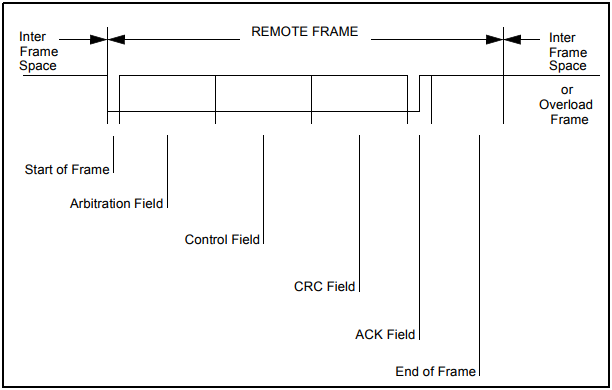 Inter
Frame
Space
REMOTE FRAME
Inter
Frame
Space
or
Overload
Frame
Start of Frame
Arbitration Field
Control Field
CRC Field
ACK Field
End of Frame